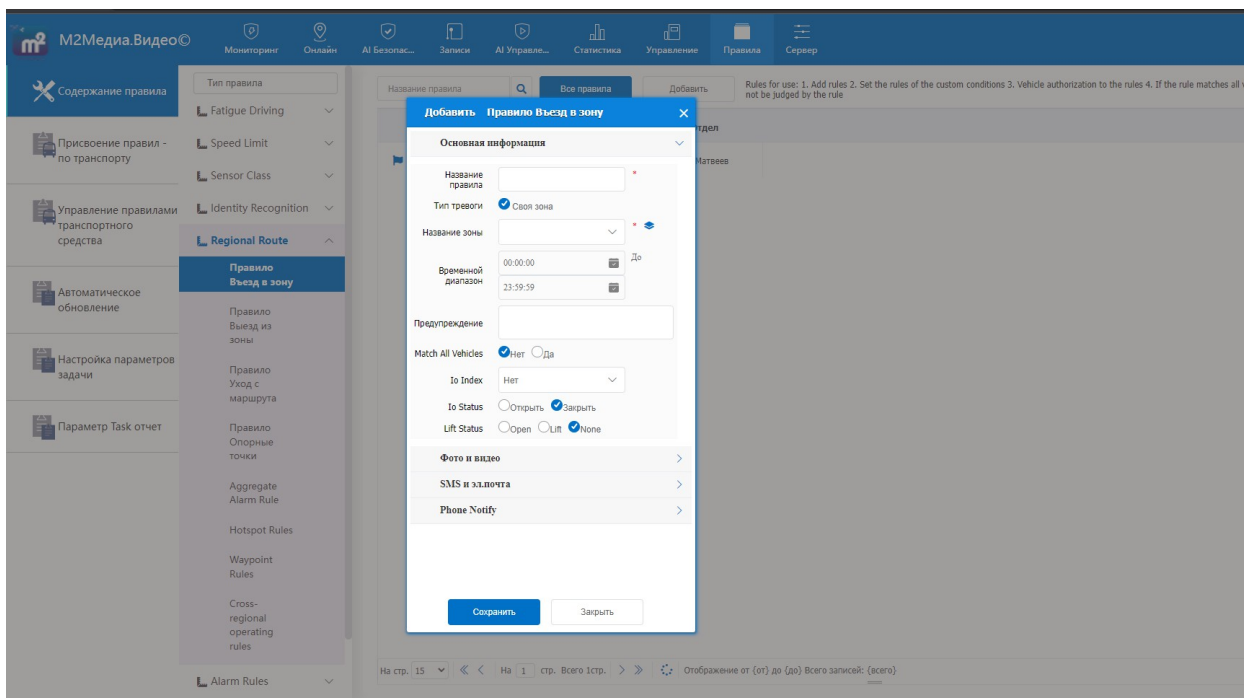 m²
М2Медиа.Видео©
Мониторинг
Онлайн
AI Безопас...
Записи
AI Управле...
Статистика
Управление
Правила
Сервер
Содержание правила
Присвоение правил -
по транспорту
Управление правилами
транспортного
средства
Автоматическое
обновление
Настройка параметров
задачи
Параметр Task отчет
Тип правила
Fatigue Driving
Speed Limit
Sensor Class
Identity Recognition
Regional Route
Правило
Въезд в зону
Правило
Выезд из
зоны
Правило
Уход с
маршрута
Правило
Опорные
точки
Aggregate
Alarm Rule
Hotspot Rules
Waypoint
Rules
Cross-
regional
operating
rules
Alarm Rules
Название правила
Все правила
Добавить
Rules for use: 1. Add rules 2. Set the rules of the custom conditions 3. Vehicle authorization to the rules 4. If the rule matches all
not be judged by the rule
тдел
Матвеев
Добавить Правило Въезд в зону
Основная информация
Название
правила
*
Тип тревоги
Своя зона
Название зоны
*
Временной
диапазон
00:00:00
До
23:59:59
Предупреждение
Match All Vehicles
Нет
Да
Io Index
Нет
Io Status
Открыть
Закрыть
Lift Status
Open
Lift
None
Фото и видео
SMS и эл.почта
Phone Notify
Сохранить
Закрыть
На стр. 15
На 1 стр. Всего 1стр.
Отображение от {от} до {до} Всего записей: {всего}